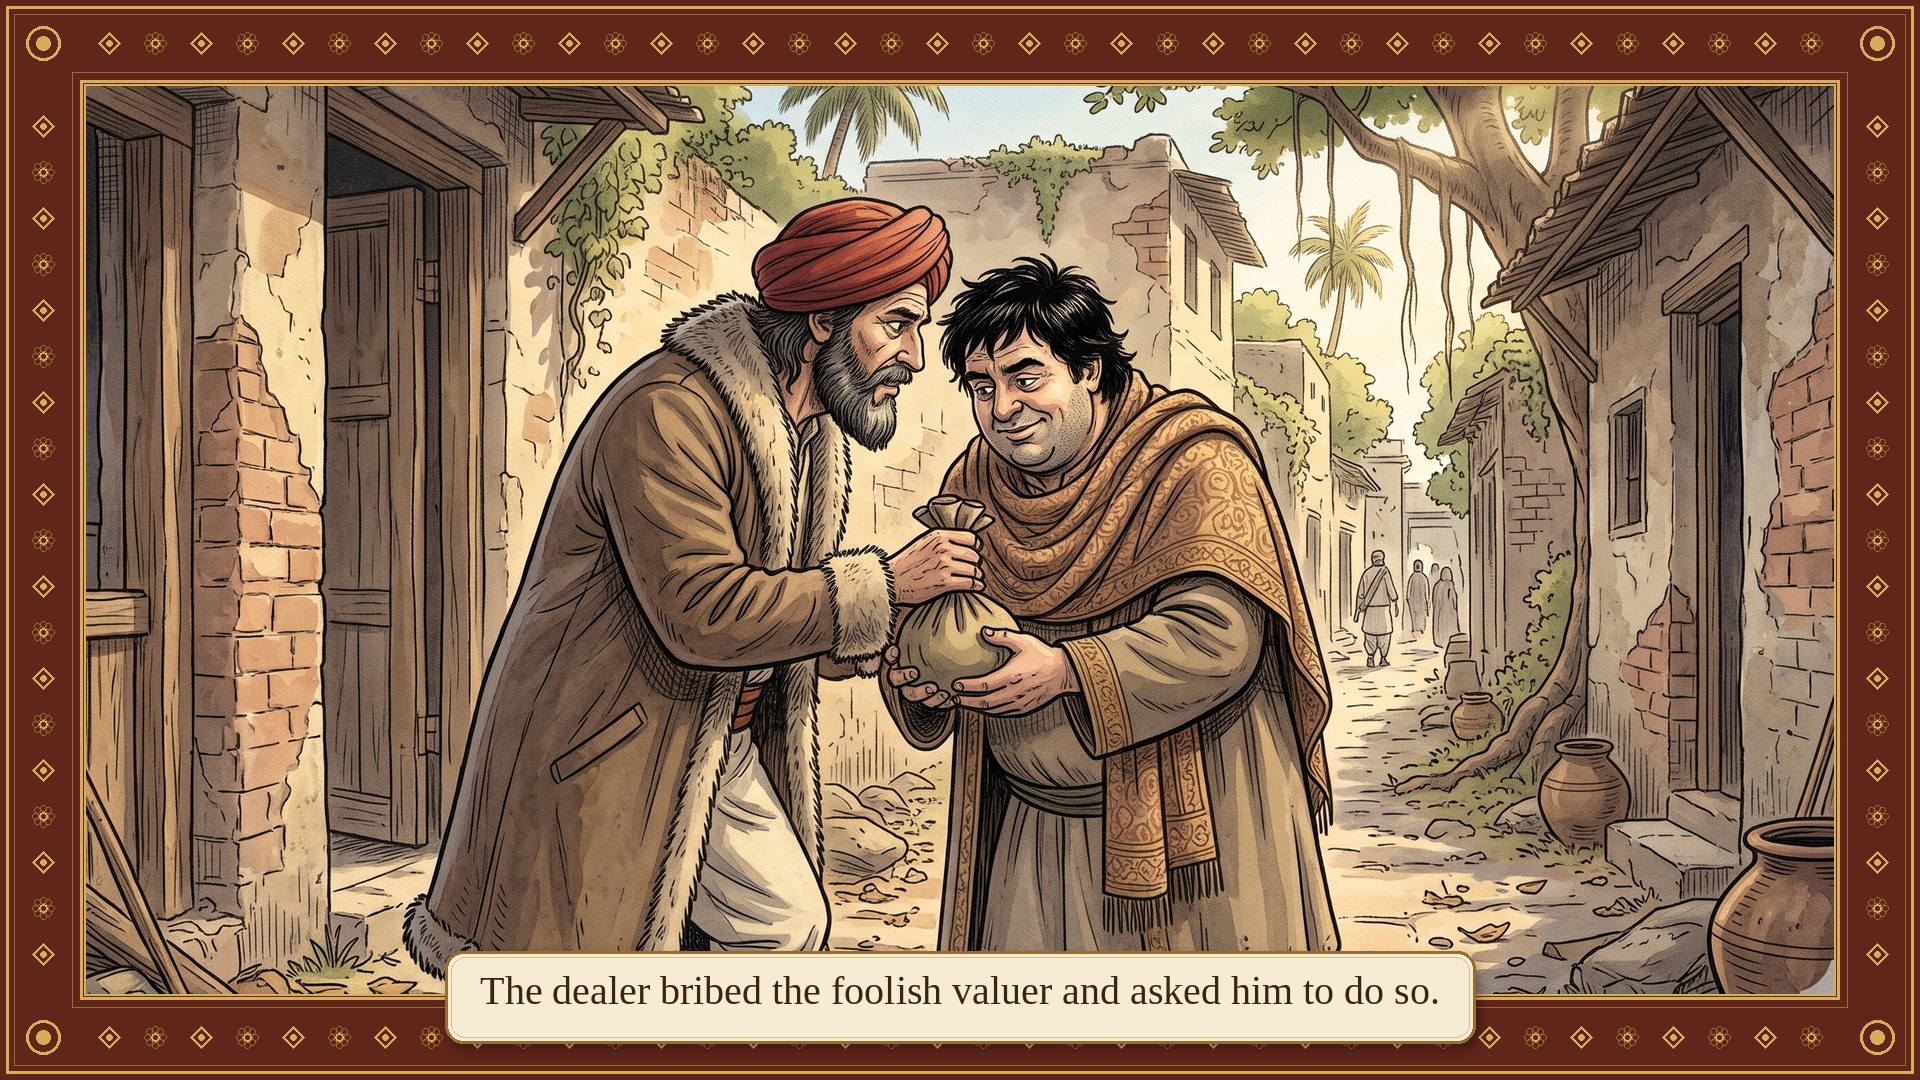 The dealer bribed the foolish valuer and asked him to do so.